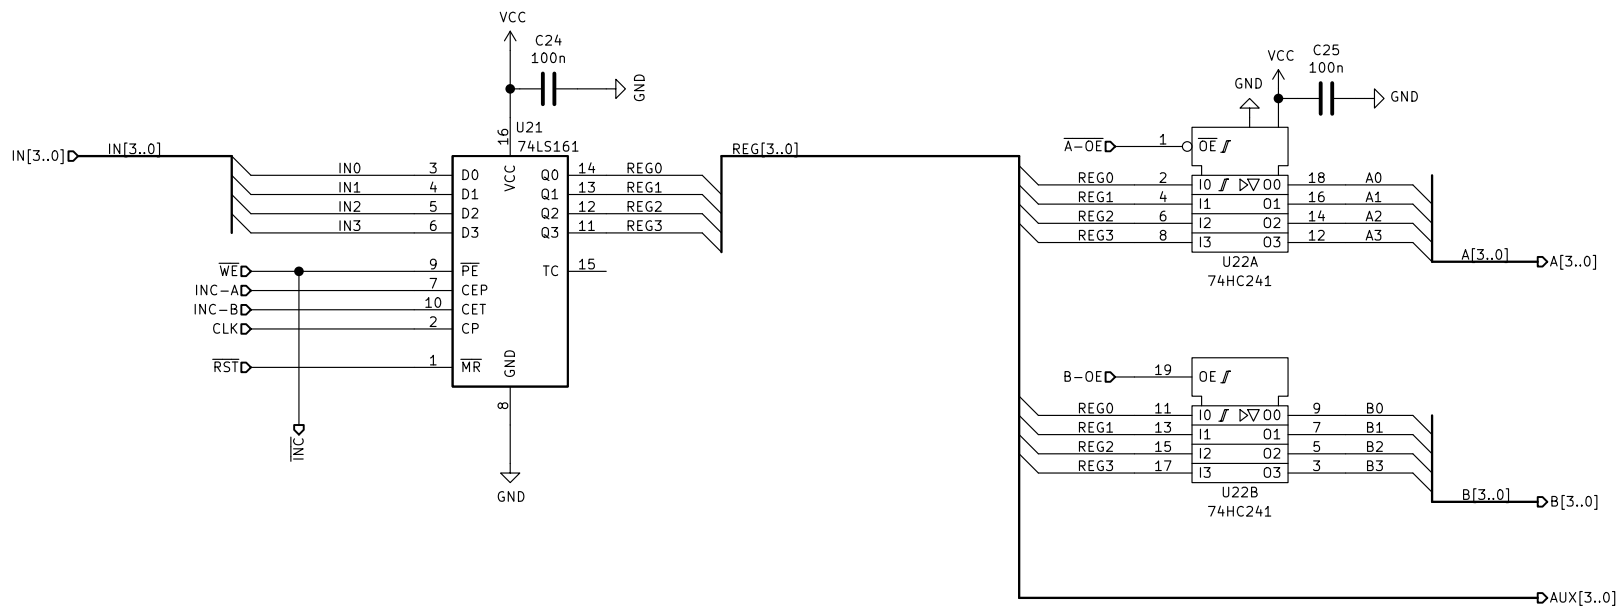 VCC
C24
100n
GND
U21
74LS161
16
VCC
IN[3..0]
IN[3..0]
IN0 3 D0 Q0 14 REG0
IN1 4 D1 Q1 13 REG1
IN2 5 D2 Q2 12 REG2
IN3 6 D3 Q3 11 REG3
WE 9 PE TC 15
INC-A 7 CEP
INC-B 10 CET
CLK 2 CP
RST 1 MR
GND
8
INC
GND
REG[3..0]
VCC
C25
100n
GND
GND
A-OE 1 OE
REG0 2 I0 O0 18 A0
REG1 4 I1 O1 16 A1
REG2 6 I2 O2 14 A2
REG3 8 I3 O3 12 A3
U22A
74HC241
A[3..0]
A[3..0]
B-OE 19 OE
REG0 11 I0 O0 9 B0
REG1 13 I1 O1 7 B1
REG2 15 I2 O2 5 B2
REG3 17 I3 O3 3 B3
U22B
74HC241
B[3..0]
B[3..0]
AUX[3..0]